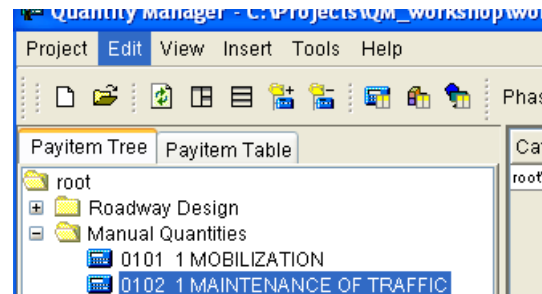 Quantity Manager - C:\Projects\QM_workshop\wo
Project Edit View Insert Tools Help
Phas
Payitem Tree Payitem Table
Ca
root
root\
Roadway Design
Manual Quantities
0101 1 MOBILIZATION
0102 1 MAINTENANCE OF TRAFFIC